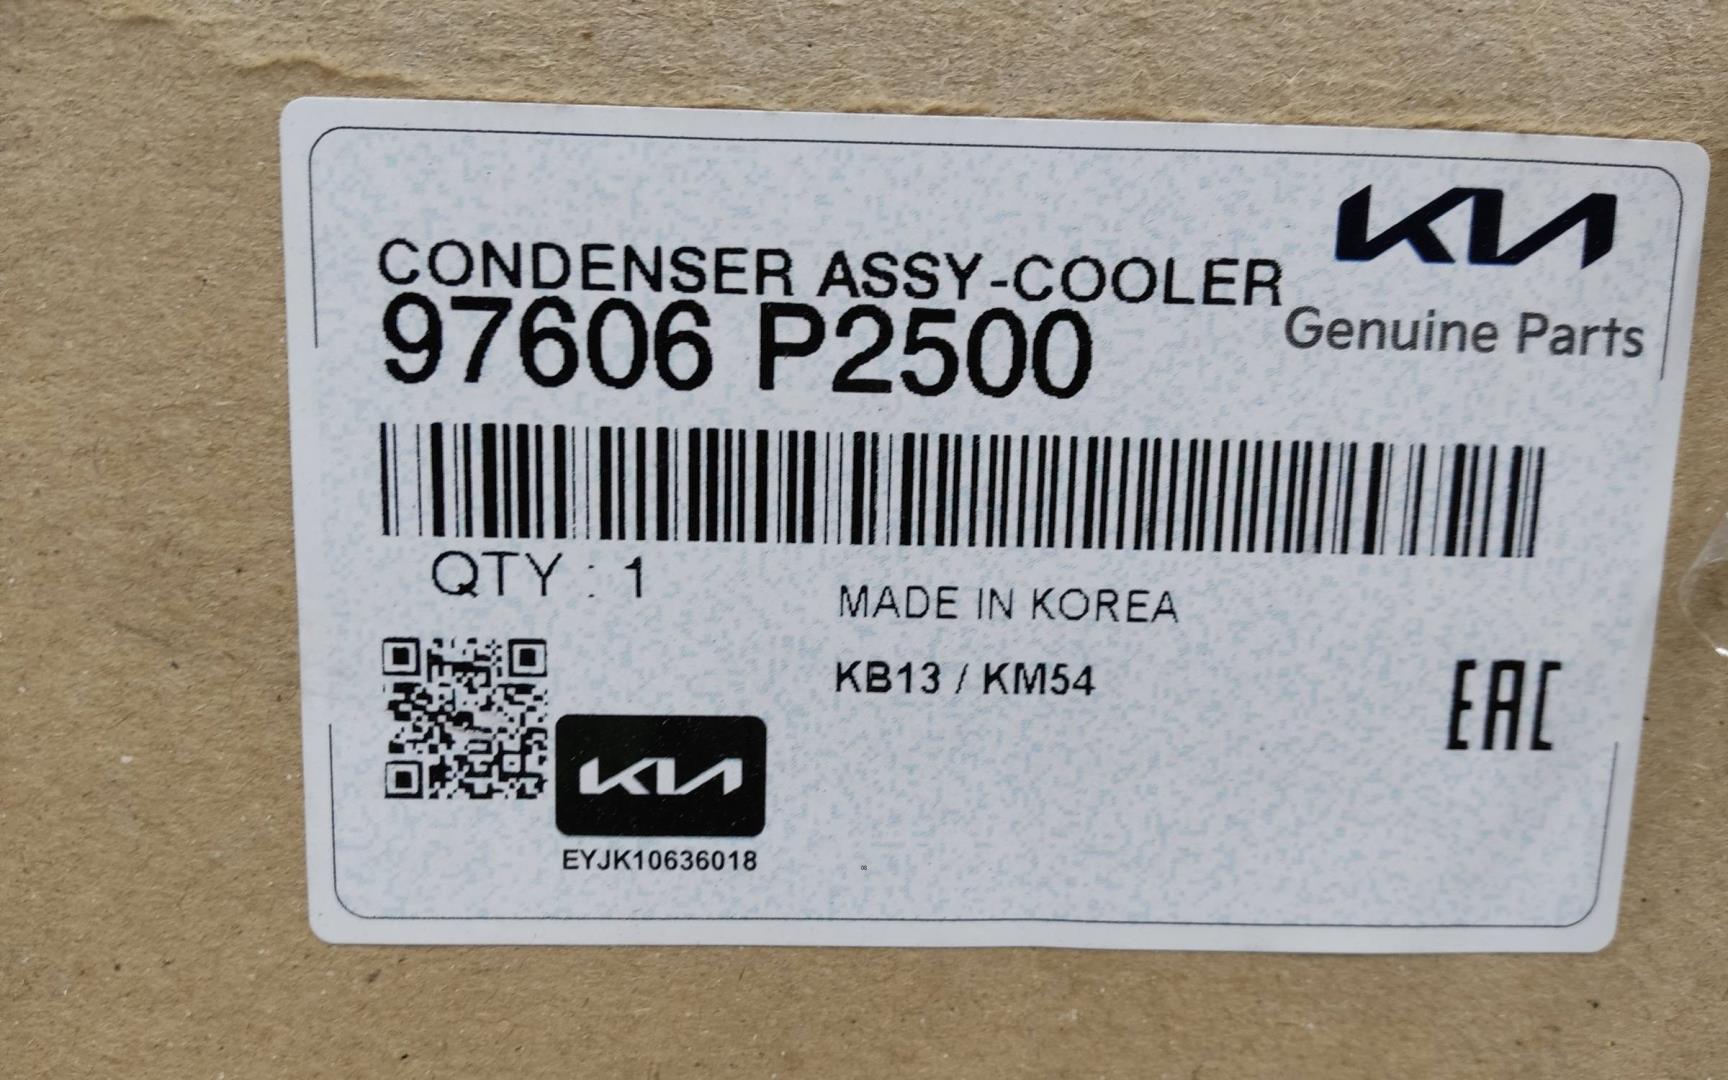 KIA
Genuine Parts
CONDENSER ASSY-COOLER
97606 P2500
QTY : 1
MADE IN KOREA
KB13 / KM54
EAC
KIA
EYJK10636018